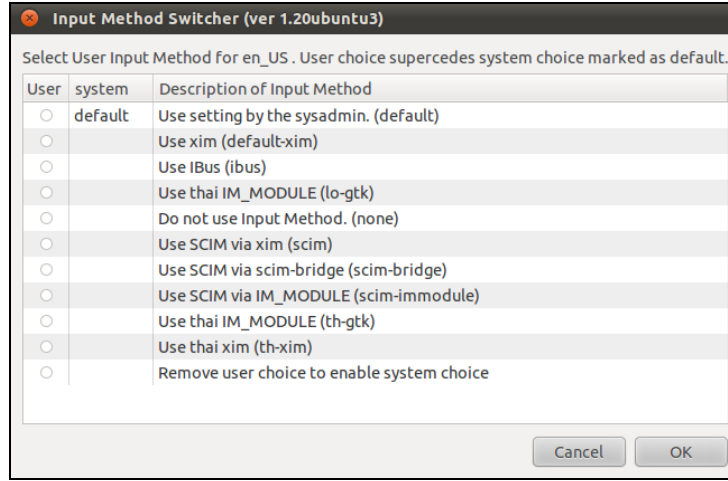 Input Method Switcher (ver 1.20ubuntu3)
Select User Input Method for en_US . User choice supercedes system choice marked as default.
User system Description of Input Method
default Use setting by the sysadmin. (default)
Use xim (default-xim)
Use IBus (ibus)
Use thai IM_MODULE (lo-gtk)
Do not use Input Method. (none)
Use SCIM via xim (scim)
Use SCIM via scim-bridge (scim-bridge)
Use SCIM via IM_MODULE (scim-immodule)
Use thai IM_MODULE (th-gtk)
Use thai xim (th-xim)
Remove user choice to enable system choice
Cancel OK